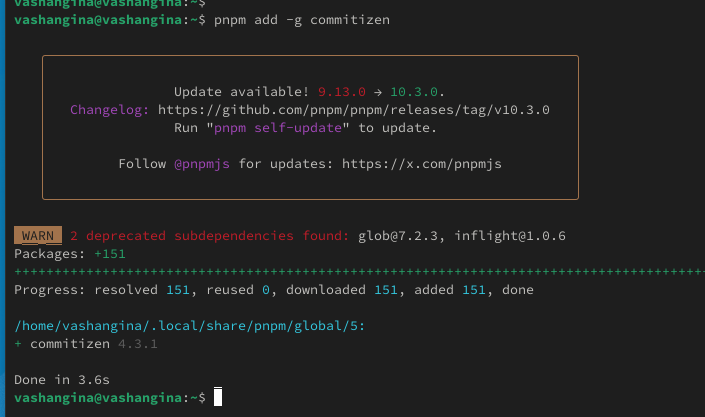 vashangina@vashangina:~$
vashangina@vashangina:~$ pnpm add -g commitizen
Update available! 9.13.0 → 10.3.0.
Changelog: https://github.com/pnpm/pnpm/releases/tag/v10.3.0
Run "pnpm self-update" to update.
Follow @pnpmjs for updates: https://x.com/pnpmjs
WARN 2 deprecated subdependencies found: glob@7.2.3, inflight@1.0.6
Packages: +151
++++++++++++++++++++++++++++++++++++++++++++++++++++++++++++++++++++++++++++++++++++++
Progress: resolved 151, reused 0, downloaded 151, added 151, done
/home/vashangina/.local/share/pnpm/global/5:
+ commitizen 4.3.1
Done in 3.6s
vashangina@vashangina:~$